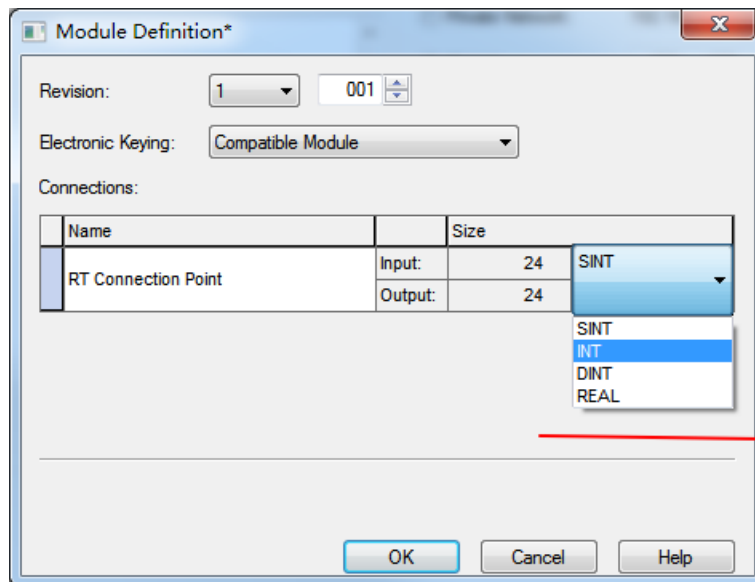 Module Definition*
Revision: 1 001
Electronic Keying: Compatible Module
Connections:
Name Size
RT Connection Point Input: 24 SINT
Output: 24
SINT
INT
DINT
REAL
OK Cancel Help